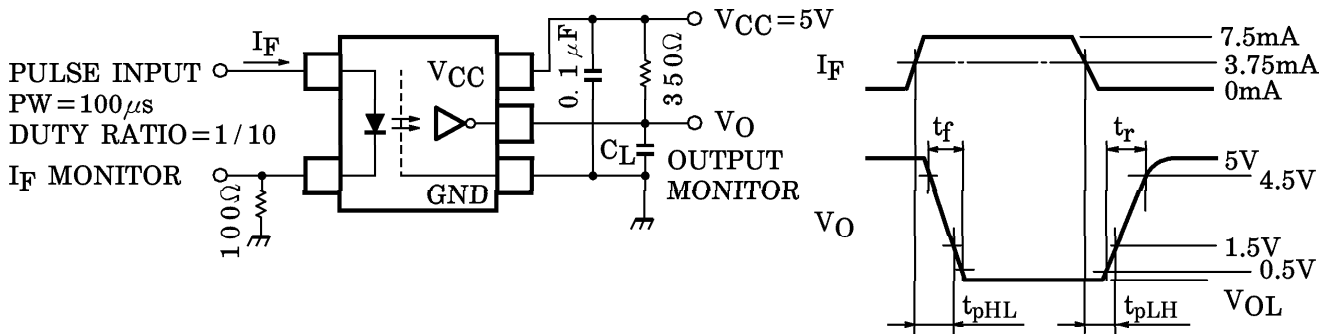 PULSE INPUT
PW=100μs
DUTY RATIO=1/10
IF MONITOR
100Ω
IF
VCC
GND
0.1μF
350Ω
CL
VCC=5V
VO
OUTPUT
MONITOR
IF
7.5mA
3.75mA
0mA
tf
tr
VO
5V
4.5V
1.5V
0.5V
VOL
tpHL
tpLH